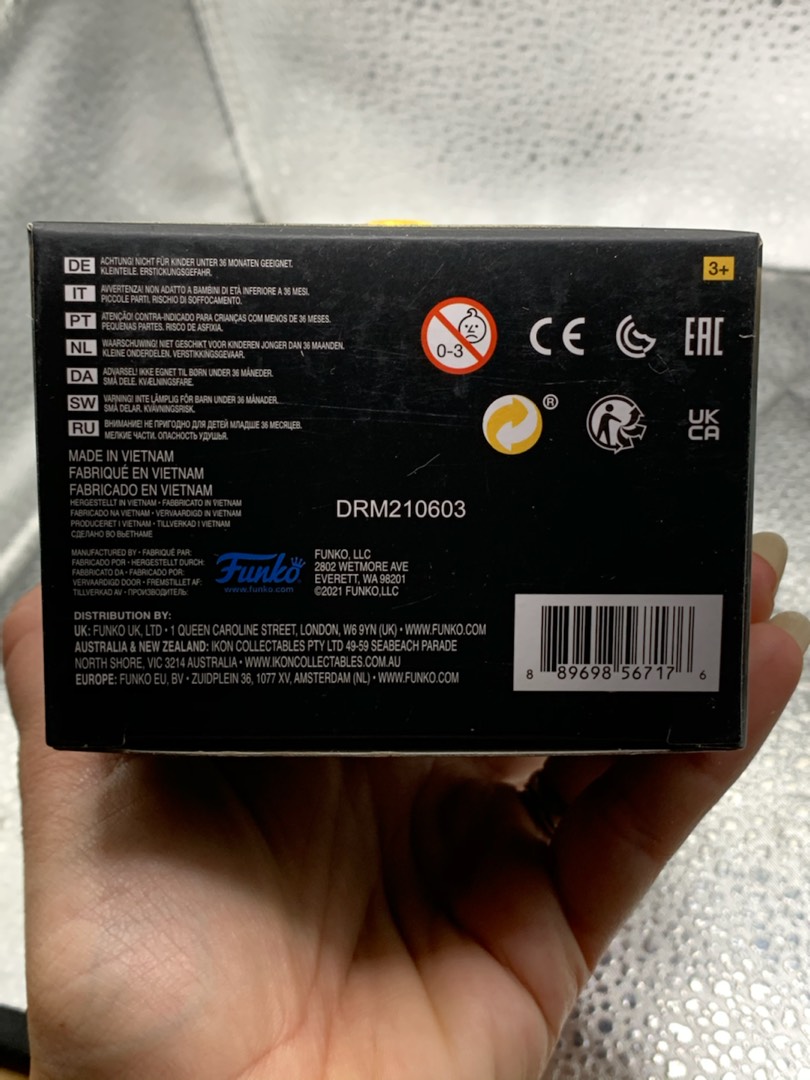 DE ACHTUNG! NICHT FÜR KINDER UNTER 36 MONATEN GEEIGNET.
KLEINTEILE. ERSTICKUNGSGEFAHR.
IT AVVERTENZA! NON ADATTO A BAMBINI DI ETÀ INFERIORE A 36 MESI.
PICCOLE PARTI. RISCHIO DI SOFFOCAMENTO.
PT ATENÇÃO! CONTRA-INDICADO PARA CRIANÇAS COM MENOS DE 36 MESES.
PEQUENAS PARTES. RISCO DE ASFIXIA.
NL WAARSCHUWING! NIET GESCHIKT VOOR KINDEREN JONGER DAN 36 MAANDEN.
KLEINE ONDERDELEN. VERSTIKKINGSGEVAAR.
DA ADVARSEL! IKKE EGNET TIL BØRN UNDER 36 MÅNEDER.
SMÅ DELE. KVÆLNINGSFARE.
SW VARNING! INTE LÄMPLIG FÖR BARN UNDER 36 MÅNADER.
SMÅ DELAR. KVÄVNINGSRISK.
RU ВНИМАНИЕ! НЕ ПРИГОДНО ДЛЯ ДЕТЕЙ МЛАДШЕ 36 МЕСЯЦЕВ.
МЕЛКИЕ ЧАСТИ. ОПАСНОСТЬ УДУШЬЯ.
3+
0-3
CE
EAC
®
UK
CA
MADE IN VIETNAM
FABRIQUÉ EN VIETNAM
FABRICADO EN VIETNAM
HERGESTELLT IN VIETNAM • FABBRICATO IN VIETNAM
FABRICADO NA VIETNAM • VERVAARDIGD IN VIETNAM
PRODUCERET I VIETNAM • TILLVERKAD I VIETNAM
СДЕЛАНО ВО ВЬЕТНАМЕ
DRM210603
MANUFACTURED BY • FABRIQUÉ PAR:
FABRICADO POR • HERGESTELLT DURCH:
FABBRICATO DA • FABRICADO POR:
VERVAARDIGD DOOR • FREMSTILLET AF:
TILLVERKAD AV • ПРОИЗВОДИТЕЛЬ:
Funko
www.funko.com
FUNKO, LLC
2802 WETMORE AVE
EVERETT, WA 98201
©2021 FUNKO,LLC
DISTRIBUTION BY:
UK: FUNKO UK, LTD • 1 QUEEN CAROLINE STREET, LONDON, W6 9YN (UK) • WWW.FUNKO.COM
AUSTRALIA & NEW ZEALAND: IKON COLLECTABLES PTY LTD 49-59 SEABEACH PARADE
NORTH SHORE, VIC 3214 AUSTRALIA • WWW.IKONCOLLECTABLES.COM.AU
EUROPE: FUNKO EU, BV • ZUIDPLEIN 36, 1077 XV, AMSTERDAM (NL) • WWW.FUNKO.COM
8 89698 56717 6